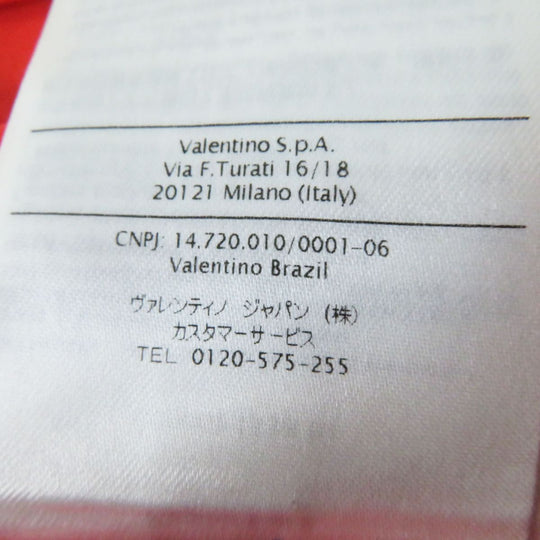 Valentino S.p.A.
Via F.Turati 16/18
20121 Milano (Italy)
CNPJ: 14.720.010/0001-06
Valentino Brazil
ヴァレンティノ ジャパン (株)
カスタマーサービス
TEL 0120-575-255